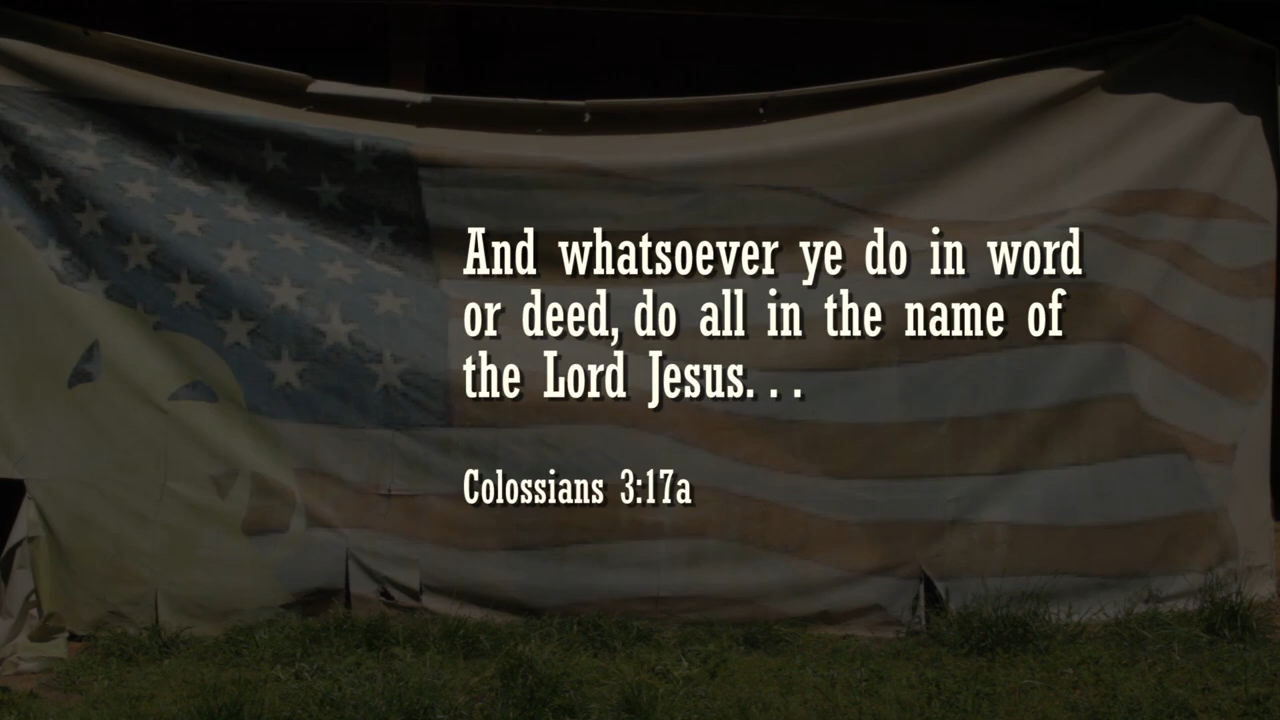 And whatsoever ye do in word
or deed, do all in the name of
the Lord Jesus. . .
Colossians 3:17a